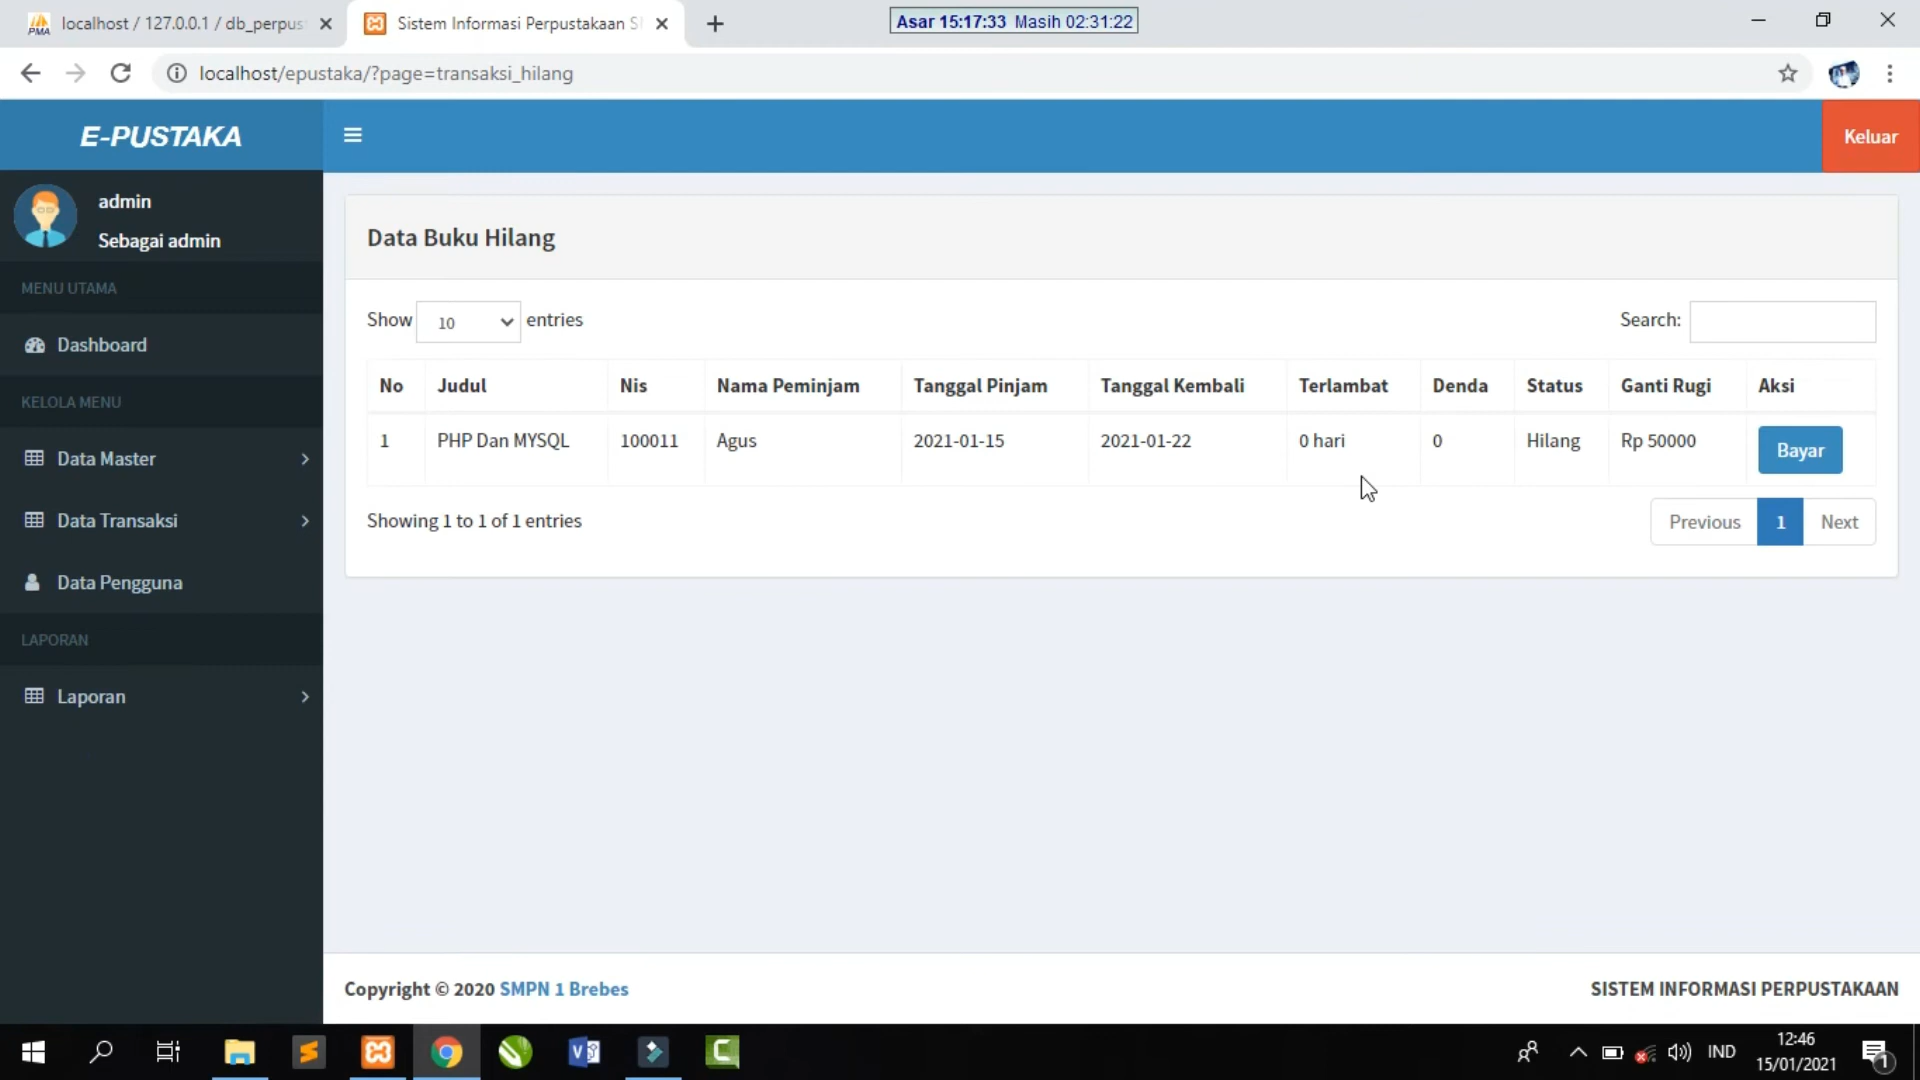 localhost / 127.0.0.1 / db_perpus
Sistem Informasi Perpustakaan S
Asar 15:17:33 Masih 02:31:22
localhost/epustaka/?page=transaksi_hilang
E-PUSTAKA
Keluar
admin
Sebagai admin
MENU UTAMA
Dashboard
KELOLA MENU
Data Master
Data Transaksi
Data Pengguna
LAPORAN
Laporan
Data Buku Hilang
Show 10 entries
Search:
No Judul Nis Nama Peminjam Tanggal Pinjam Tanggal Kembali Terlambat Denda Status Ganti Rugi Aksi
1 PHP Dan MYSQL 100011 Agus 2021-01-15 2021-01-22 0 hari 0 Hilang Rp 50000 Bayar
Showing 1 to 1 of 1 entries
Previous 1 Next
Copyright © 2020 SMPN 1 Brebes
SISTEM INFORMASI PERPUSTAKAAN
IND
12:46
15/01/2021
1